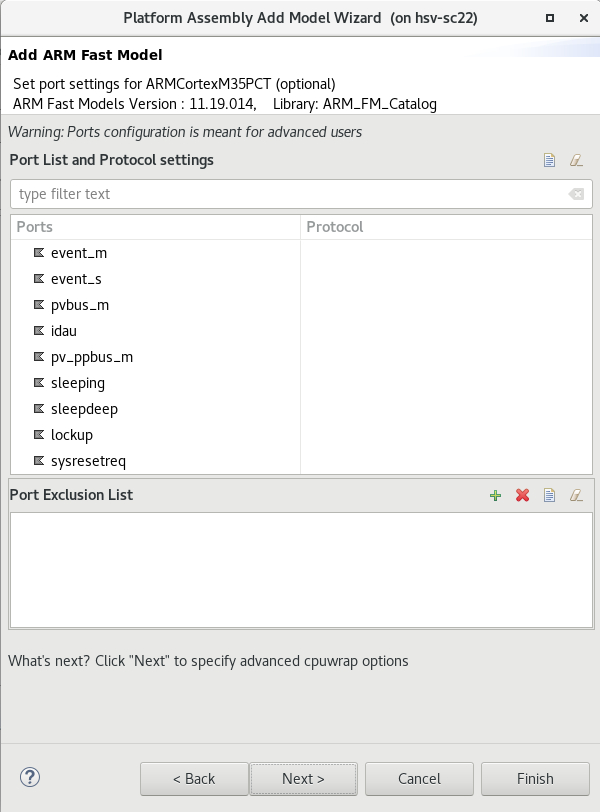 Platform Assembly Add Model Wizard (on hsv-sc22)
Add ARM Fast Model
Set port settings for ARMCortexM35PCT (optional)
ARM Fast Models Version : 11.19.014, Library: ARM_FM_Catalog
Warning: Ports configuration is meant for advanced users
Port List and Protocol settings
type filter text
Ports Protocol
event_m
event_s
pvbus_m
idau
pv_ppbus_m
sleeping
sleepdeep
lockup
sysresetreq
Port Exclusion List
What's next? Click "Next" to specify advanced cpuwrap options
? < Back Next > Cancel Finish